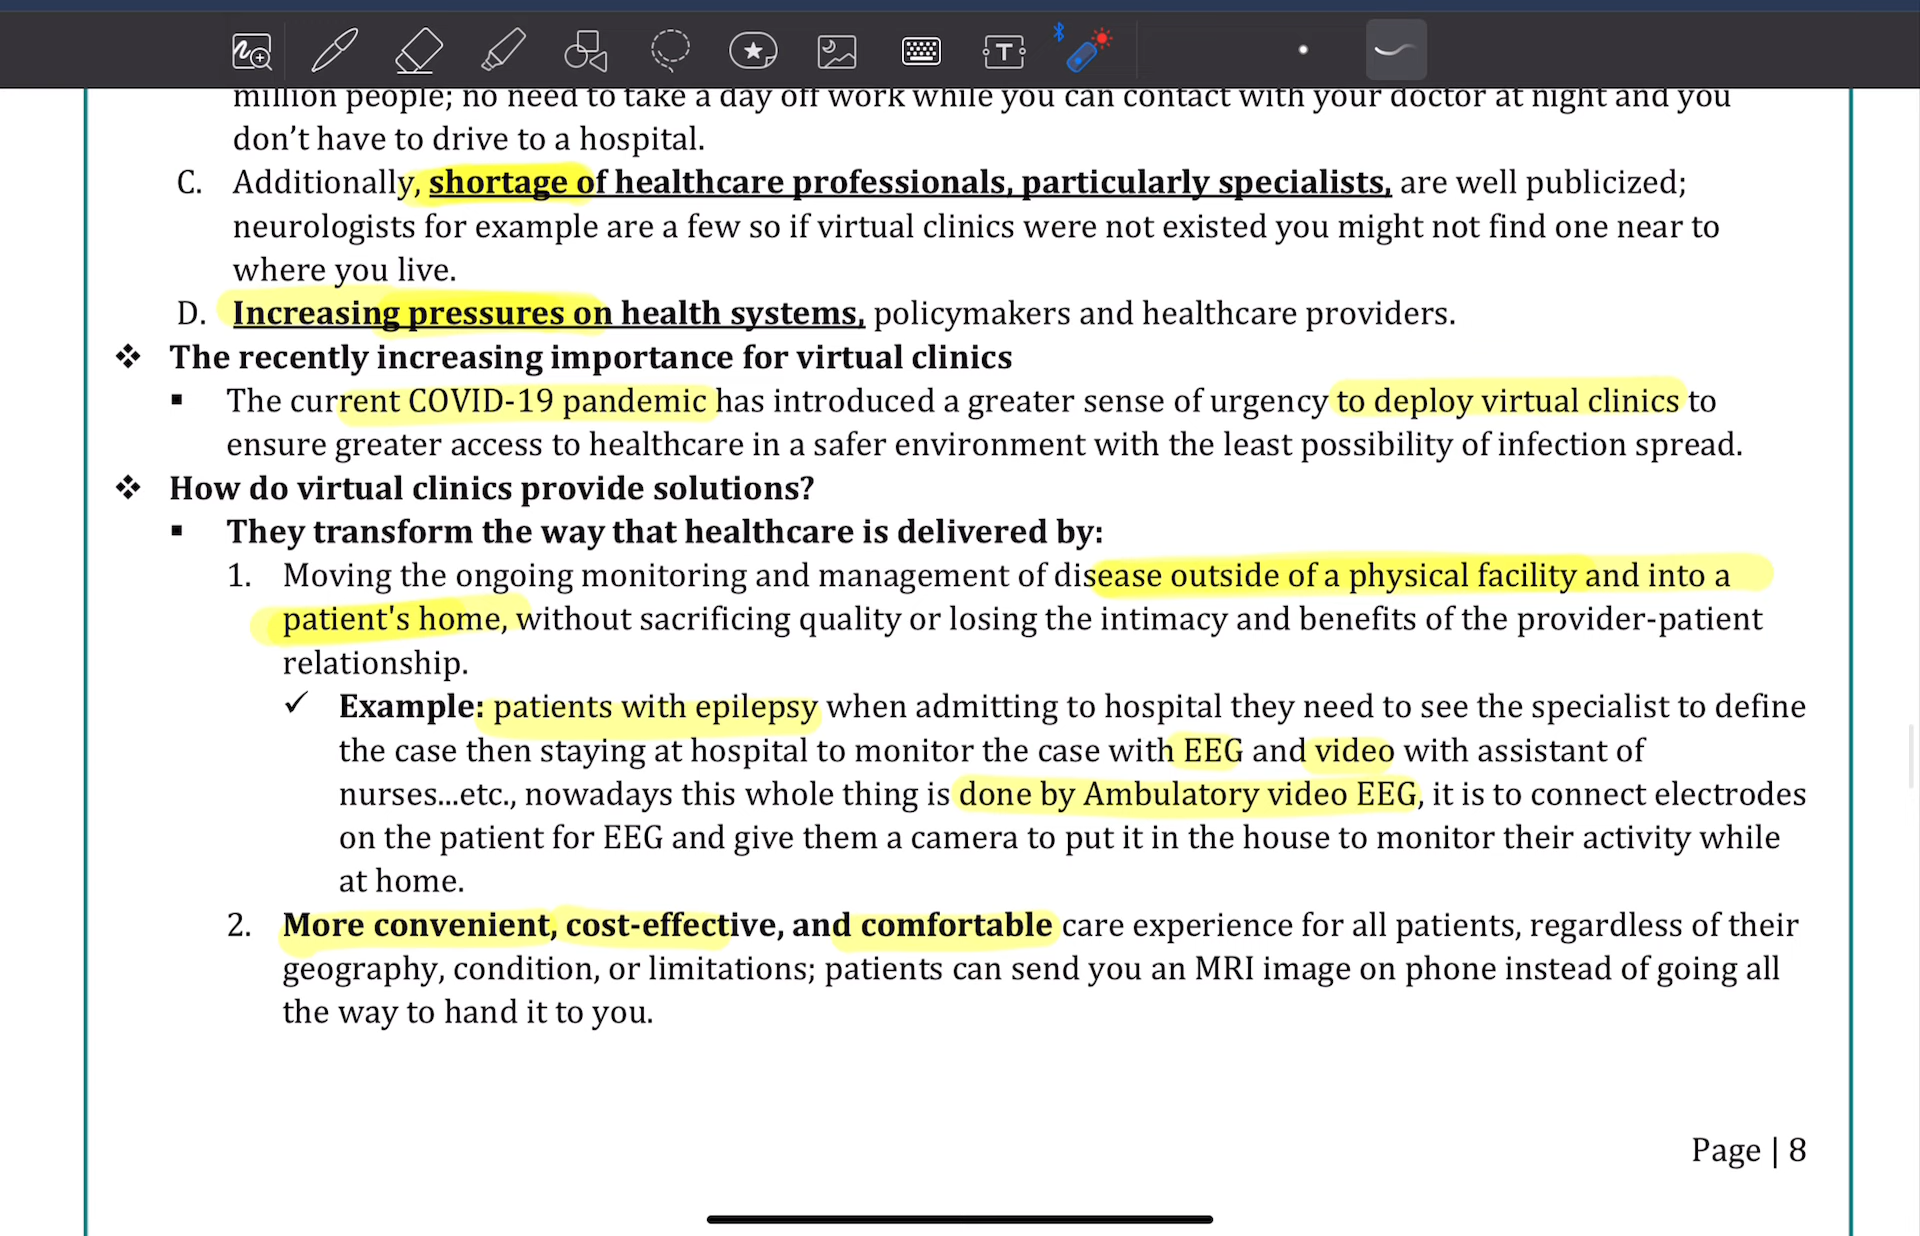 million people; no need to take a day off work while you can contact with your doctor at night and you
don't have to drive to a hospital.
C. Additionally, shortage of healthcare professionals, particularly specialists, are well publicized;
neurologists for example are a few so if virtual clinics were not existed you might not find one near to
where you live.
D. Increasing pressures on health systems, policymakers and healthcare providers.
❖ The recently increasing importance for virtual clinics
▪ The current COVID-19 pandemic has introduced a greater sense of urgency to deploy virtual clinics to
ensure greater access to healthcare in a safer environment with the least possibility of infection spread.
❖ How do virtual clinics provide solutions?
▪ They transform the way that healthcare is delivered by:
1. Moving the ongoing monitoring and management of disease outside of a physical facility and into a
patient's home, without sacrificing quality or losing the intimacy and benefits of the provider-patient
relationship.
✓ Example: patients with epilepsy when admitting to hospital they need to see the specialist to define
the case then staying at hospital to monitor the case with EEG and video with assistant of
nurses...etc., nowadays this whole thing is done by Ambulatory video EEG, it is to connect electrodes
on the patient for EEG and give them a camera to put it in the house to monitor their activity while
at home.
2. More convenient, cost-effective, and comfortable care experience for all patients, regardless of their
geography, condition, or limitations; patients can send you an MRI image on phone instead of going all
the way to hand it to you.
Page | 8